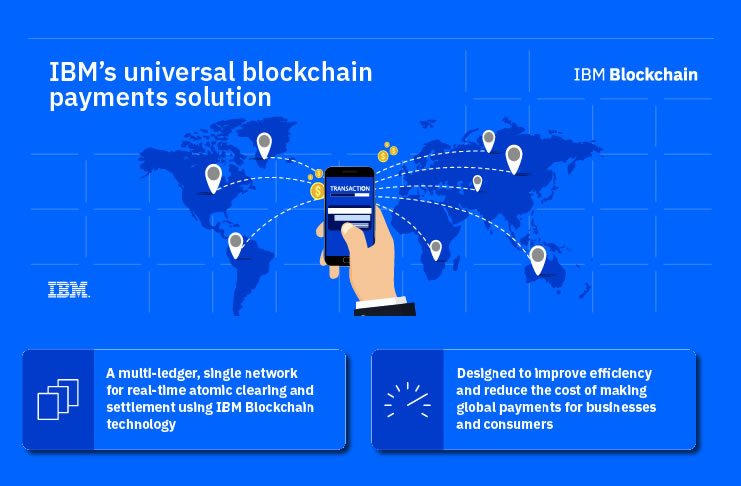 IBM's universal blockchain
payments solution
IBM Blockchain
TRANSACTION
IBM.
A multi-ledger, single network
for real-time atomic clearing and
settlement using IBM Blockchain
technology
Designed to improve efficiency
and reduce the cost of making
global payments for businesses
and consumers